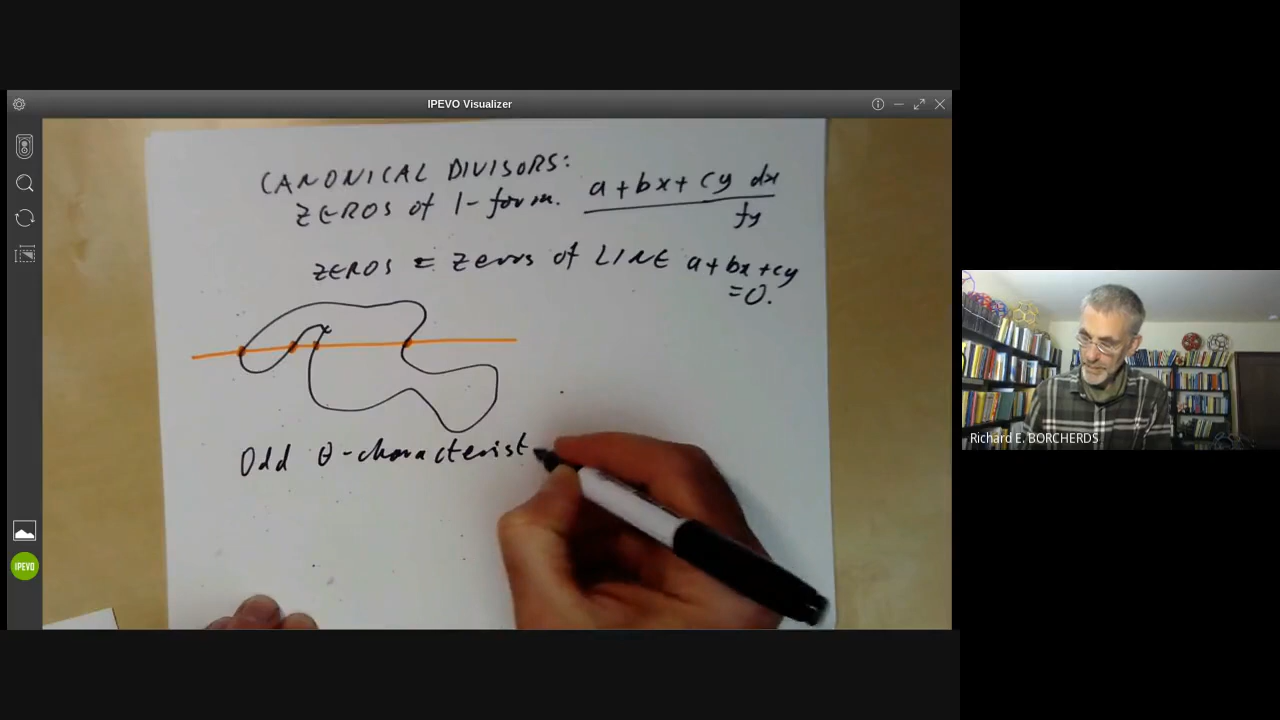 IPEVO Visualizer
CANONICAL DIVISORS:
ZEROS of 1-form. a+bx+cy dx
fy
ZEROS = zeros of LINE a+bx+cy
=0.
Odd θ-characterist
IPEVO
Richard E. BORCHERDS